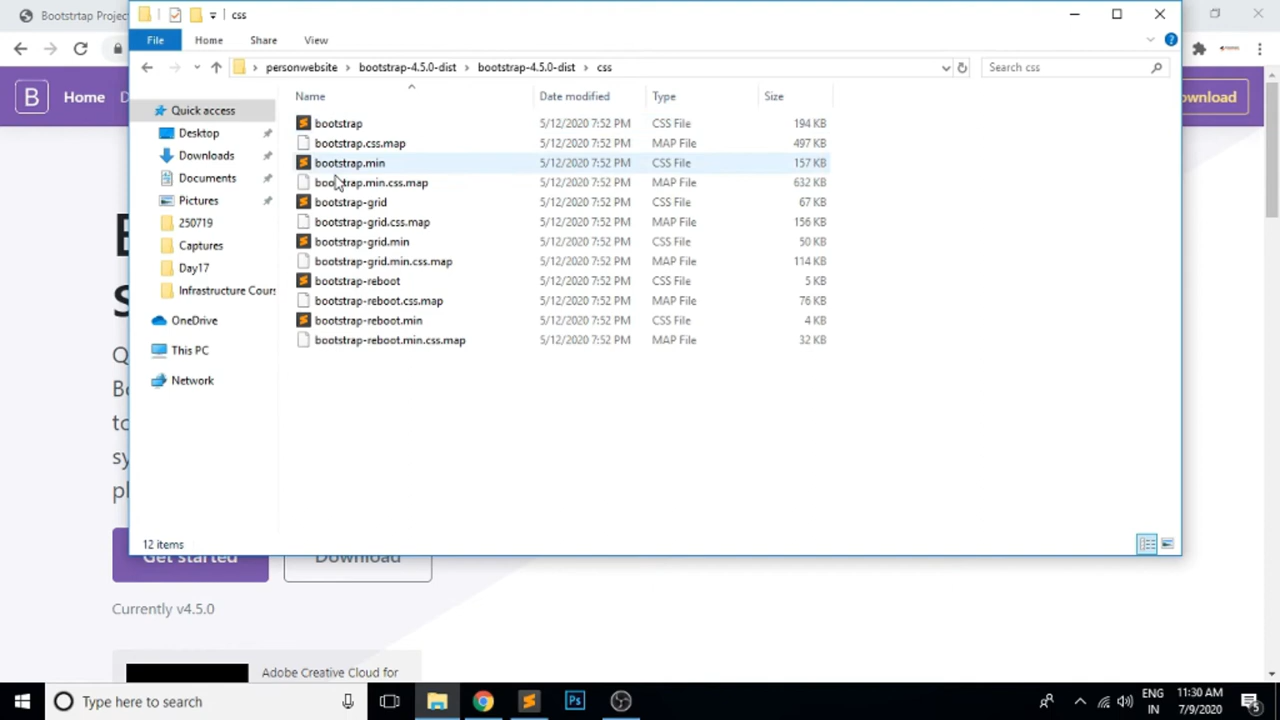 Bootstrap Project
css
File Home Share View
personwebsite > bootstrap-4.5.0-dist > bootstrap-4.5.0-dist > css
Search css
B Home ownload
Name Date modified Type Size
bootstrap 5/12/2020 7:52 PM CSS File 194 KB
bootstrap.css.map 5/12/2020 7:52 PM MAP File 497 KB
bootstrap.min 5/12/2020 7:52 PM CSS File 157 KB
bootstrap.min.css.map 5/12/2020 7:52 PM MAP File 632 KB
bootstrap-grid 5/12/2020 7:52 PM CSS File 67 KB
bootstrap-grid.css.map 5/12/2020 7:52 PM MAP File 156 KB
bootstrap-grid.min 5/12/2020 7:52 PM CSS File 50 KB
bootstrap-grid.min.css.map 5/12/2020 7:52 PM MAP File 114 KB
bootstrap-reboot 5/12/2020 7:52 PM CSS File 5 KB
bootstrap-reboot.css.map 5/12/2020 7:52 PM MAP File 76 KB
bootstrap-reboot.min 5/12/2020 7:52 PM CSS File 4 KB
bootstrap-reboot.min.css.map 5/12/2020 7:52 PM MAP File 32 KB
Quick access
Desktop
Downloads
Documents
Pictures
250719
Captures
Day17
Infrastructure Cours
OneDrive
This PC
Network
12 items
Get started Download
Currently v4.5.0
Adobe Creative Cloud for
Type here to search
Ps
ENG
IN
11:30 AM
7/9/2020
5